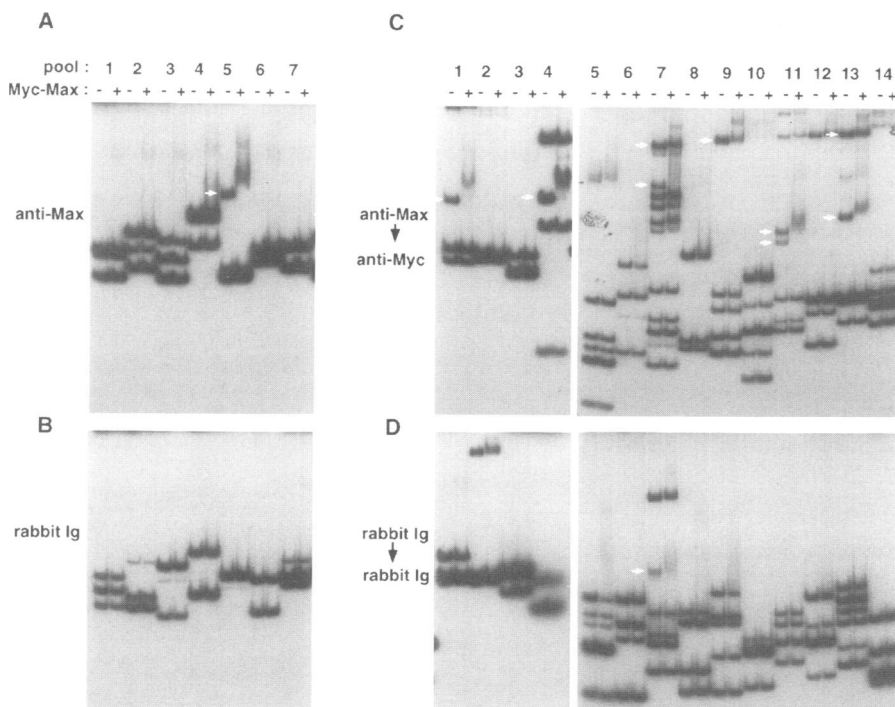 A
pool : 1 2 3 4 5 6 7
Myc-Max : - + - + - + - + - + - + - +
anti-Max
B
rabbit Ig
C
1 2 3 4 5 6 7 8 9 10 11 12 13 14
- + - + - + - + - + - + - + - + - + - + - + - + - + - +
anti-Max
anti-Myc
D
rabbit Ig
rabbit Ig